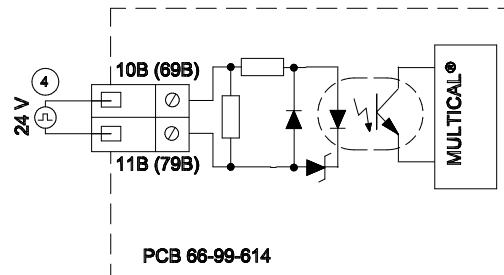 10B (69B)
4
24 V
11B (79B)
MULTICAL®
PCB 66-99-614